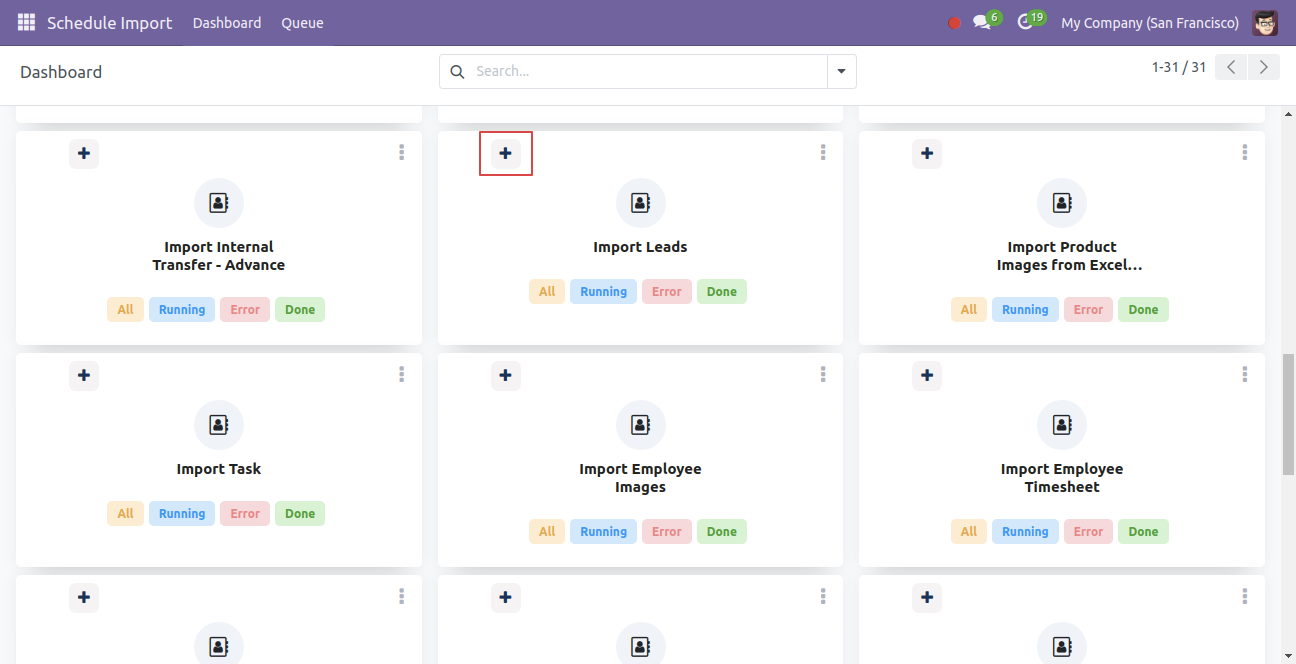 Schedule Import Dashboard Queue 6 19 My Company (San Francisco)
Dashboard Search... 1-31 / 31
Import Internal
Transfer - Advance
All Running Error Done
Import Leads
All Running Error Done
Import Product
Images from Excel...
All Running Error Done
Import Task
All Running Error Done
Import Employee
Images
All Running Error Done
Import Employee
Timesheet
All Running Error Done